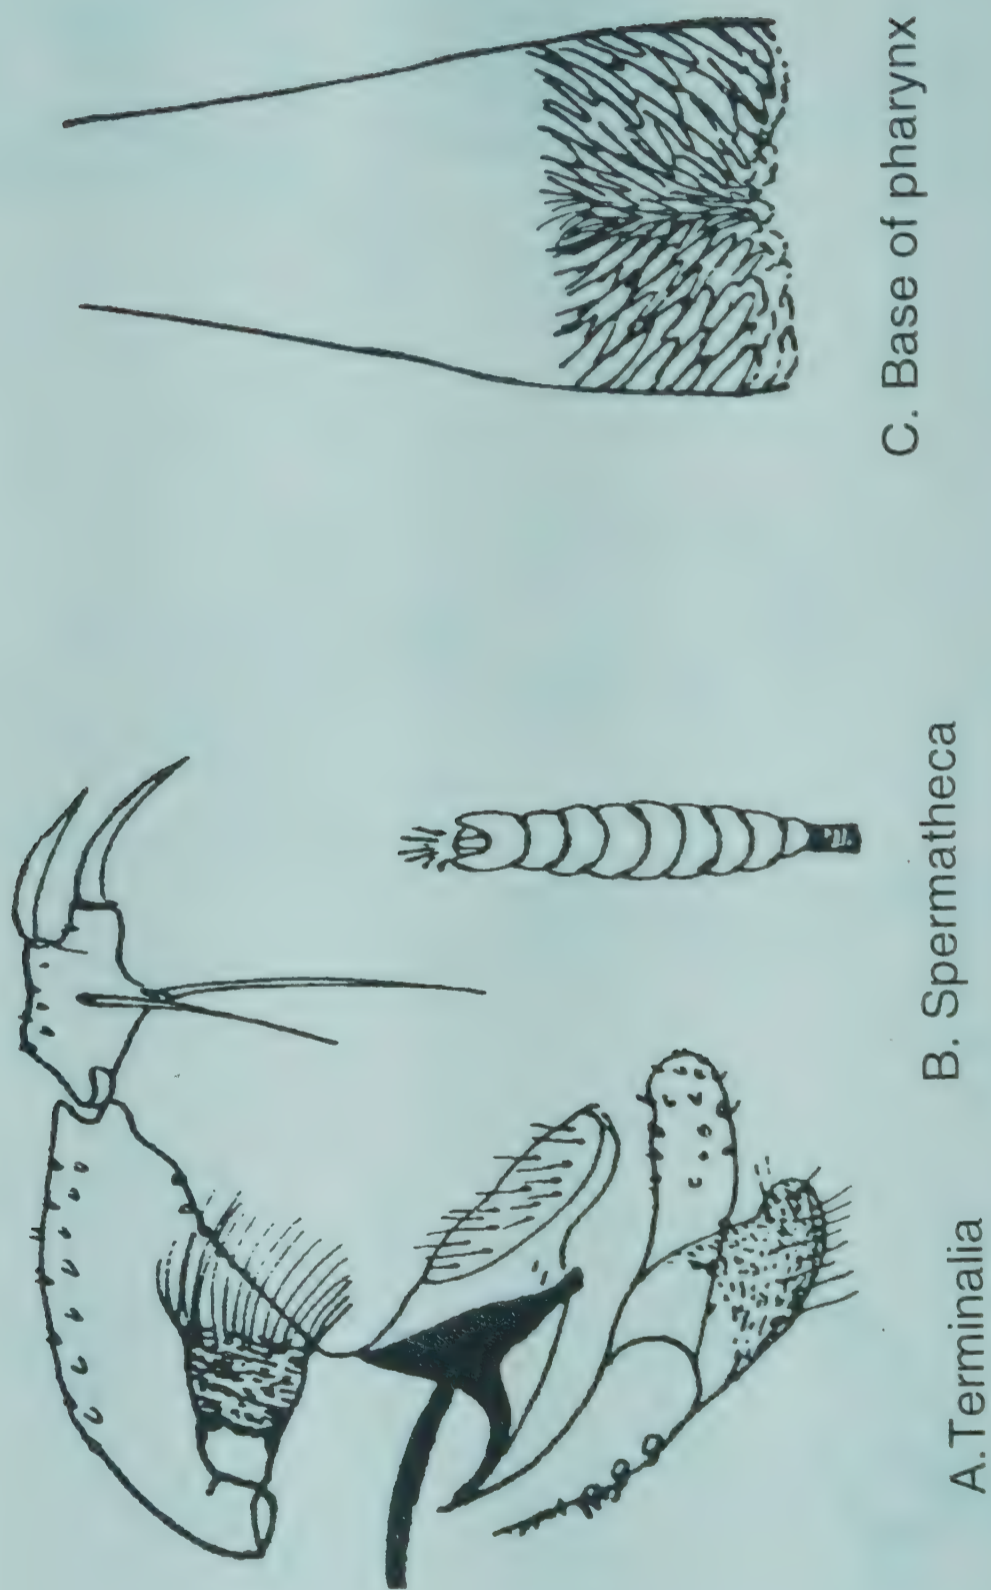 A.Terminalia
B. Spermatheca
C. Base of pharynx